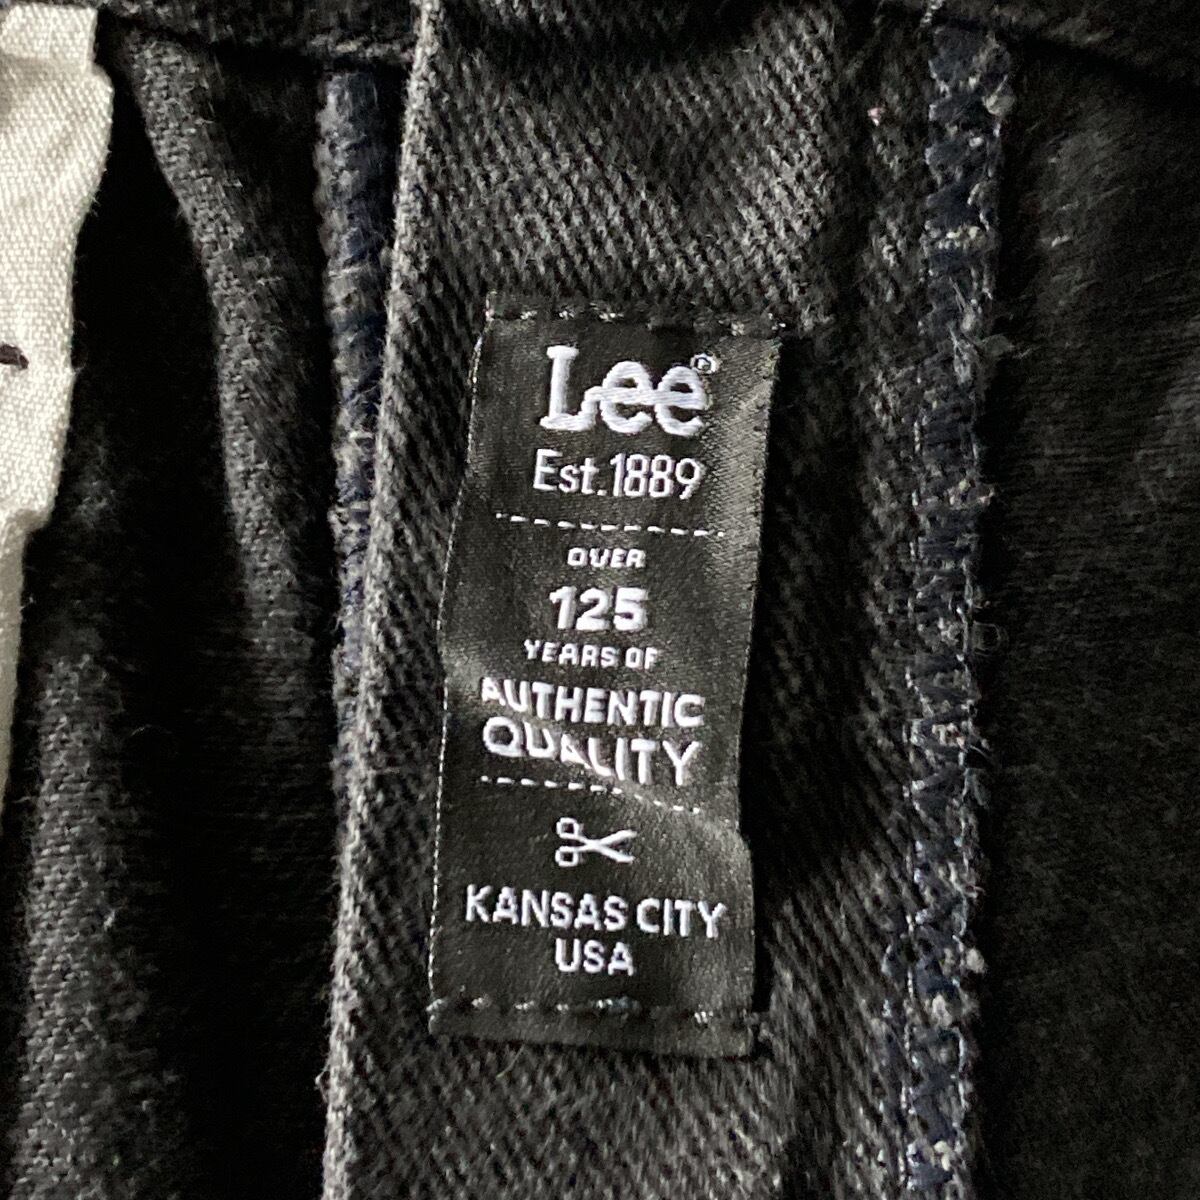 Lee®
Est.1889
OVER
125
YEARS OF
AUTHENTIC
QUALITY
KANSAS CITY
USA